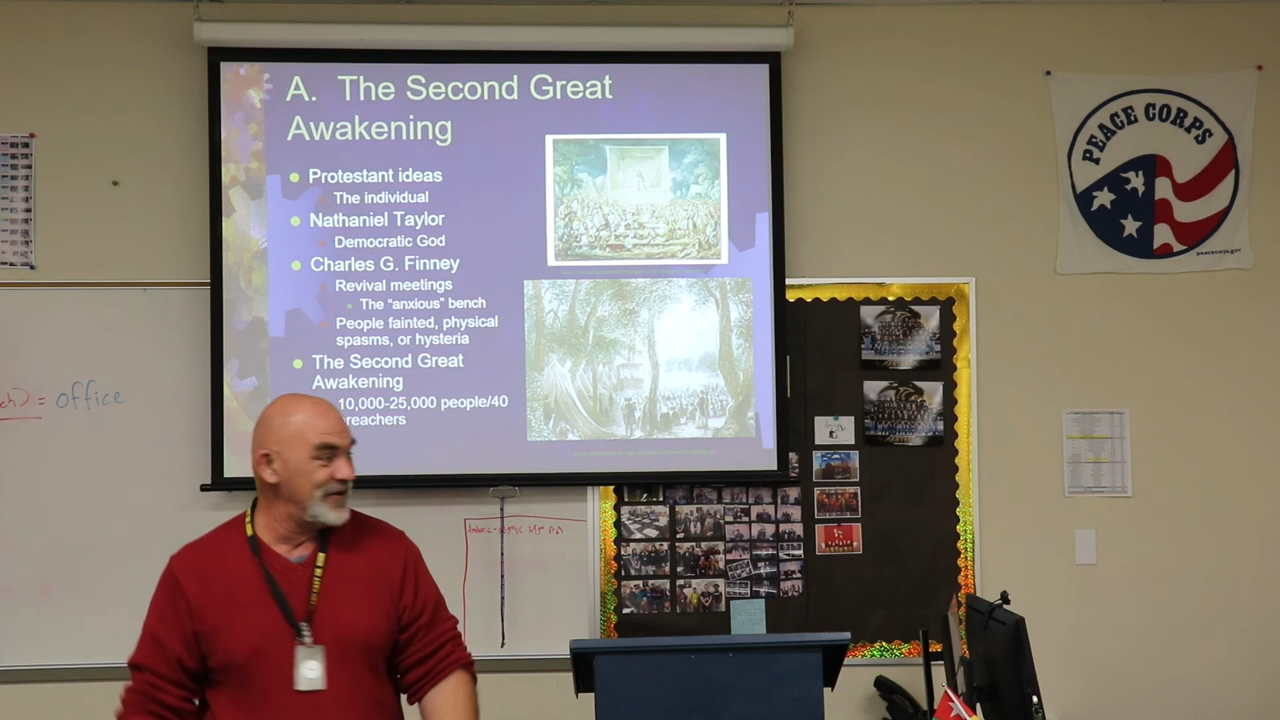 A. The Second Great
Awakening
Protestant ideas
The individual
Nathaniel Taylor
Democratic God
Charles G. Finney
Revival meetings
The “anxious” bench
People fainted, physical
spasms, or hysteria
The Second Great
Awakening
10,000-25,000 people/40
reachers
PEACE CORPS
peacecorps.gov
= office